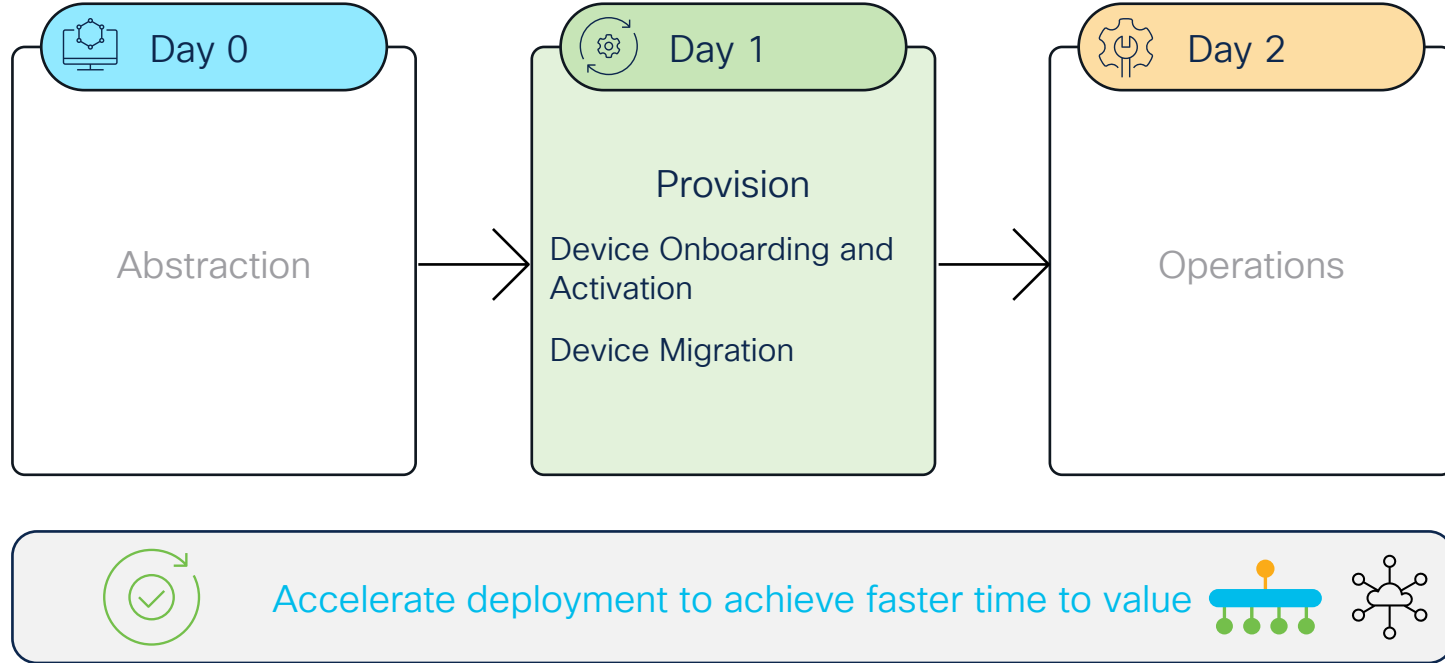 Day 0
Day 1
Day 2
Abstraction
Provision
Device Onboarding and
Activation
Device Migration
Operations
Accelerate deployment to achieve faster time to value